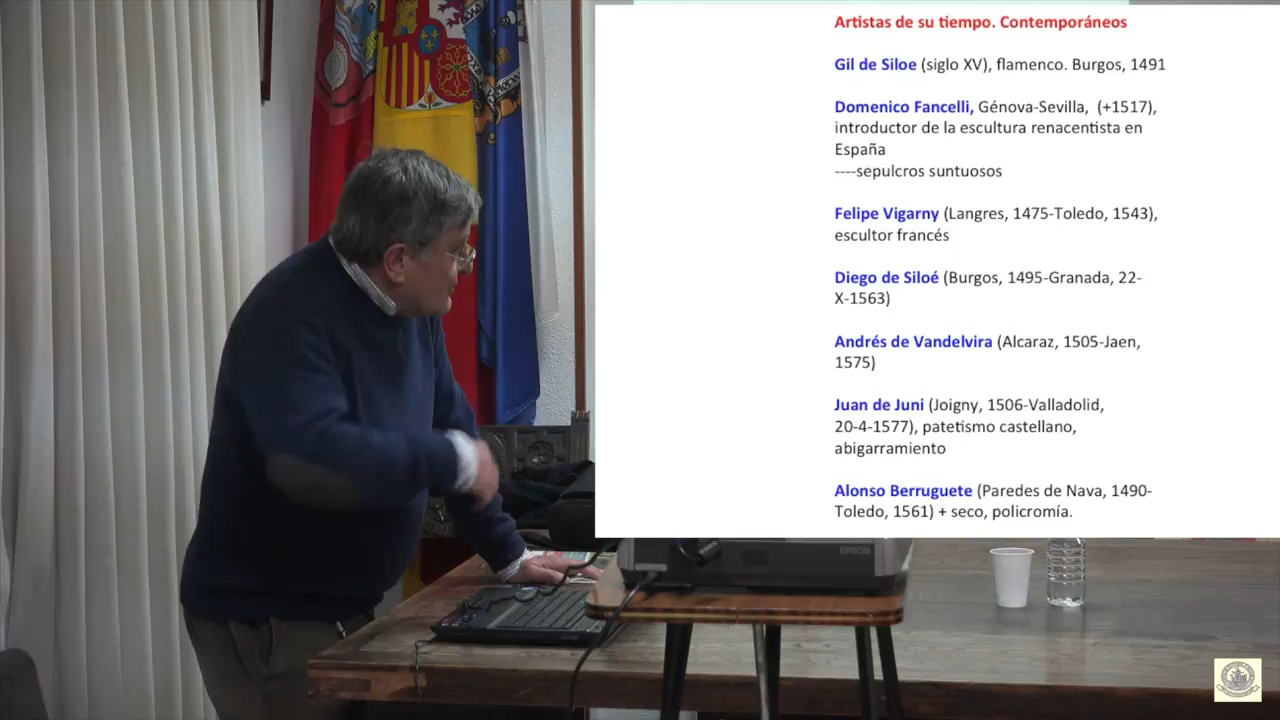 Artistas de su tiempo. Contemporáneos
Gil de Siloe (siglo XV), flamenco. Burgos, 1491
Domenico Fancelli, Génova-Sevilla, (+1517),
introductor de la escultura renacentista en
España
----sepulcros suntuosos
Felipe Vigarny (Langres, 1475-Toledo, 1543),
escultor francés
Diego de Siloé (Burgos, 1495-Granada, 22-
X-1563)
Andrés de Vandelvira (Alcaraz, 1505-Jaen,
1575)
Juan de Juni (Joigny, 1506-Valladolid,
20-4-1577), patetismo castellano,
abigarramiento
Alonso Berruguete (Paredes de Nava, 1490-
Toledo, 1561) + seco, policromía.
EPSON